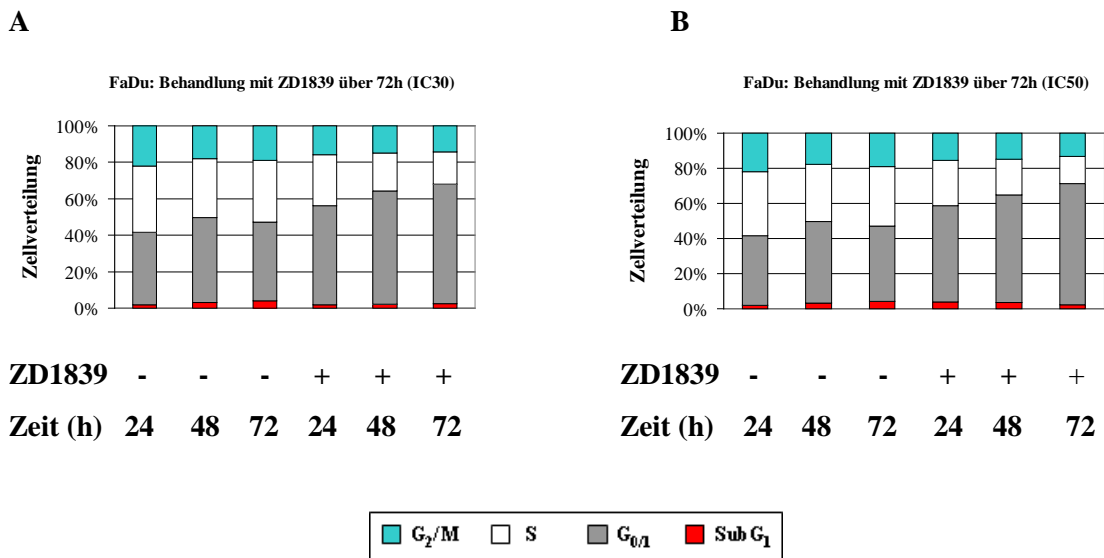 A
B
FaDu: Behandlung mit ZD1839 über 72h (IC30)
Zellverteilung
100%
80%
60%
40%
20%
0%
ZD1839 - - - + + +
Zeit (h) 24 48 72 24 48 72
FaDu: Behandlung mit ZD1839 über 72h (IC50)
Zellverteilung
100%
80%
60%
40%
20%
0%
ZD1839 - - - + + +
Zeit (h) 24 48 72 24 48 72
G2/M S G0/1 Sub G1